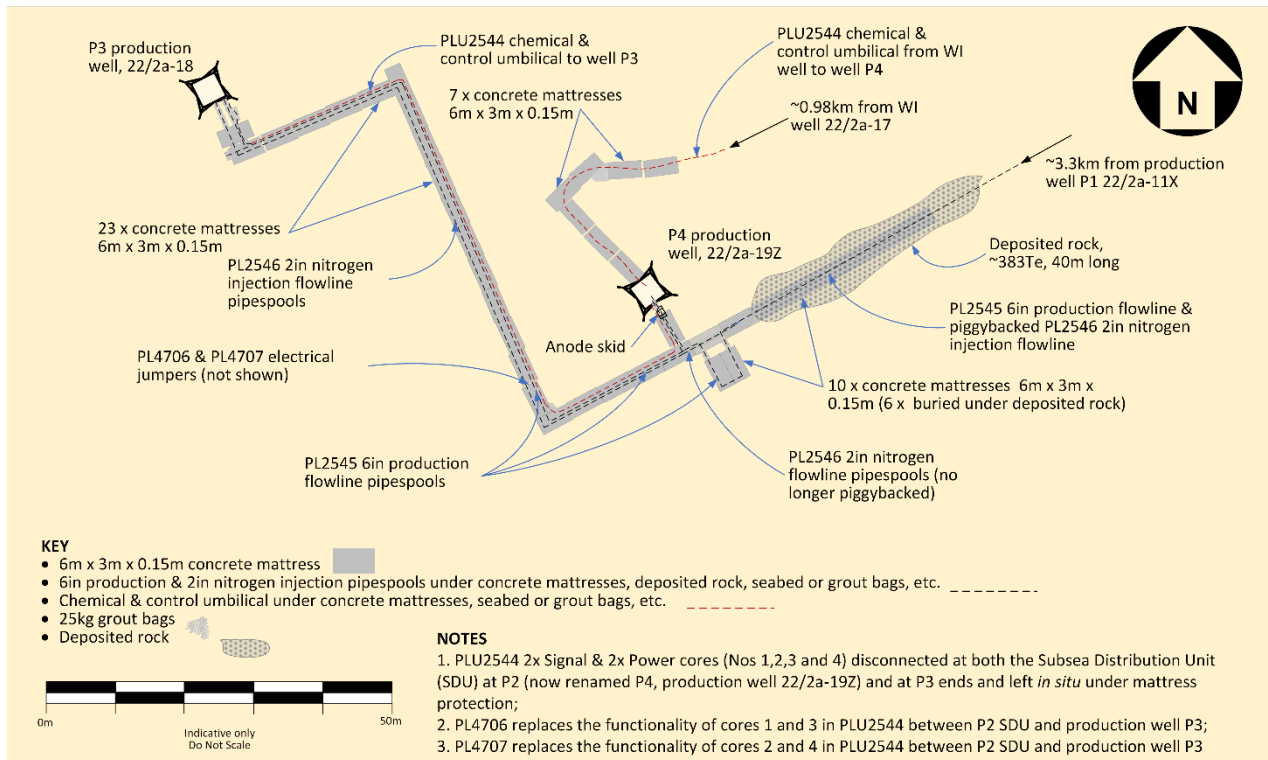 P3 production
well, 22/2a-18
PLU2544 chemical &
control umbilical to well P3
7 x concrete mattresses
6m x 3m x 0.15m
PLU2544 chemical &
control umbilical from WI
well to well P4
~0.98km from WI
well 22/2a-17
N
~3.3km from production
well P1 22/2a-11X
23 x concrete mattresses
6m x 3m x 0.15m
PL2546 2in nitrogen
injection flowline
pipespools
P4 production
well, 22/2a-19Z
Deposited rock,
~383Te, 40m long
PL2545 6in production flowline &
piggybacked PL2546 2in nitrogen
injection flowline
Anode skid
PL4706 & PL4707 electrical
jumpers (not shown)
10 x concrete mattresses 6m x 3m x
0.15m (6 x buried under deposited rock)
PL2545 6in production
flowline pipespools
PL2546 2in nitrogen
flowline pipespools (no
longer piggybacked)
KEY
• 6m x 3m x 0.15m concrete mattress
• 6in production & 2in nitrogen injection pipespools under concrete mattresses, deposited rock, seabed or grout bags, etc.
• Chemical & control umbilical under concrete mattresses, seabed or grout bags, etc.
• 25kg grout bags
• Deposited rock
0m
50m
Indicative only
Do Not Scale
NOTES
1. PLU2544 2x Signal & 2x Power cores (Nos 1,2,3 and 4) disconnected at both the Subsea Distribution Unit
(SDU) at P2 (now renamed P4, production well 22/2a-19Z) and at P3 ends and left in situ under mattress
protection;
2. PL4706 replaces the functionality of cores 1 and 3 in PLU2544 between P2 SDU and production well P3;
3. PL4707 replaces the functionality of cores 2 and 4 in PLU2544 between P2 SDU and production well P3